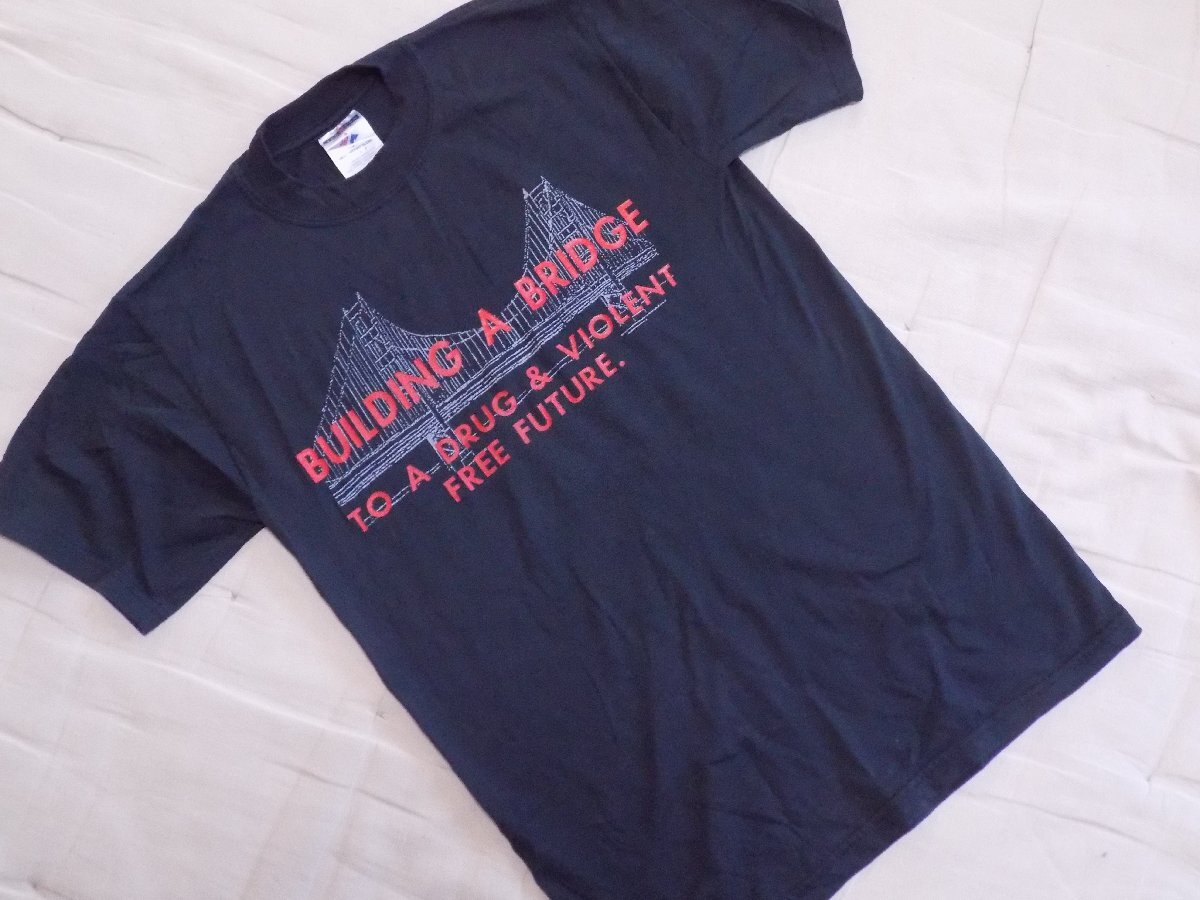 BUILDING A BRIDGE
TO A DRUG & VIOLENT
FREE FUTURE.